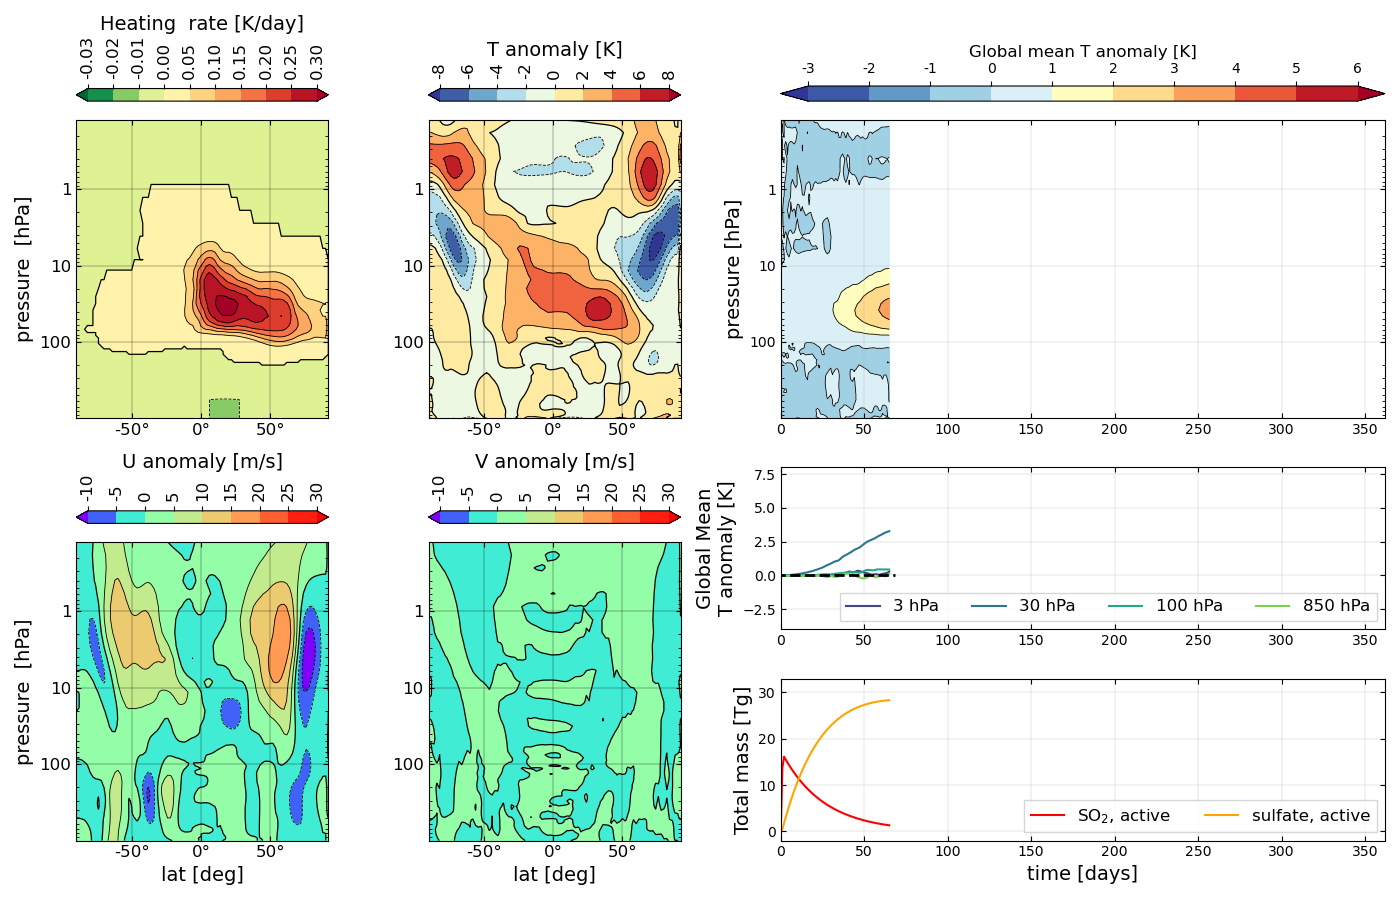 Heating  rate [K/day]
-0.03 -0.02 -0.01 0.00 0.05 0.10 0.15 0.20 0.25 0.30
T anomaly [K]
-8 -6 -4 -2 0 2 4 6 8
Global mean T anomaly [K]
-3 -2 -1 0 1 2 3 4 5 6
pressure  [hPa]
1
10
100
-50° 0° 50°
1
10
100
-50° 0° 50°
pressure [hPa]
1
10
100
0 50 100 150 200 250 300 350
U anomaly [m/s]
-10 -5 0 5 10 15 20 25 30
V anomaly [m/s]
-10 -5 0 5 10 15 20 25 30
pressure  [hPa]
1
10
100
-50° 0° 50°
lat [deg]
1
10
100
-50° 0° 50°
lat [deg]
Global Mean
T anomaly [K]
7.5
5.0
2.5
0.0
−2.5
3 hPa 30 hPa 100 hPa 850 hPa
0 50 100 150 200 250 300 350
Total mass [Tg]
30
20
10
0
SO₂, active sulfate, active
0 50 100 150 200 250 300 350
time [days]